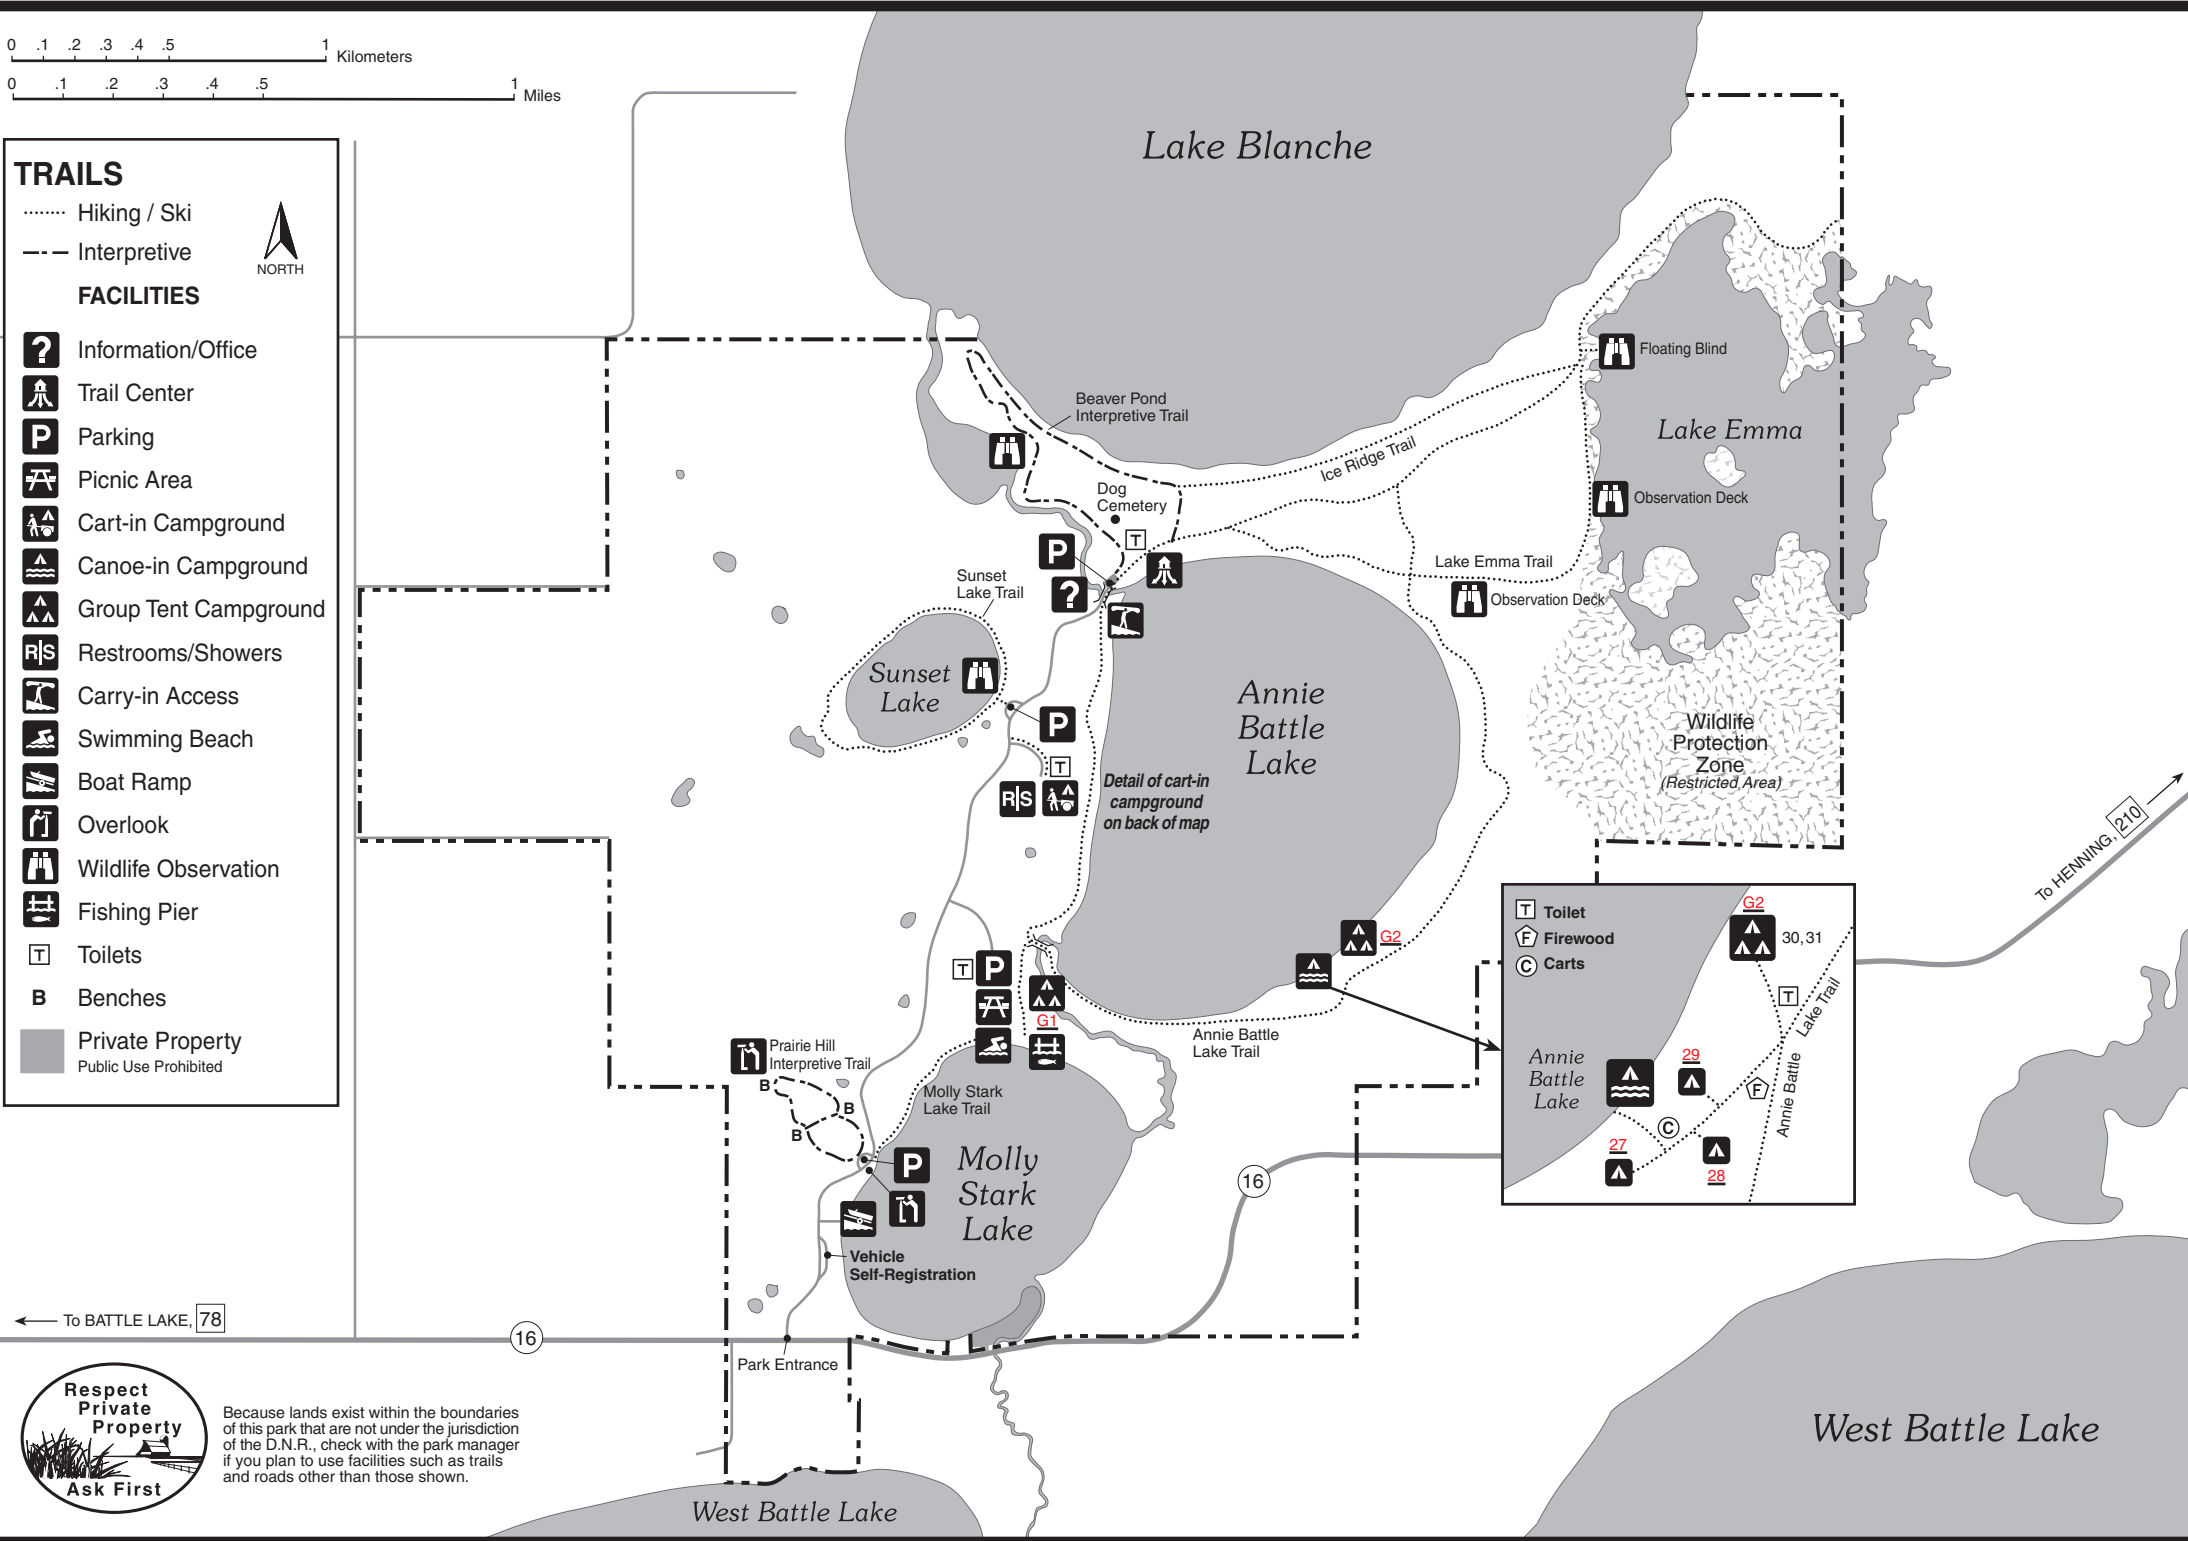 0 .1 .2 .3 .4 .5 1
Kilometers
0 .1 .2 .3 .4 .5 1
Miles
TRAILS
Hiking / Ski
Interpretive
NORTH
FACILITIES
? Information/Office
Trail Center
P Parking
Picnic Area
Cart-in Campground
Canoe-in Campground
Group Tent Campground
R|S Restrooms/Showers
Carry-in Access
Swimming Beach
Boat Ramp
Overlook
Wildlife Observation
Fishing Pier
T Toilets
B Benches
Private Property
Public Use Prohibited
Lake Blanche
Beaver Pond
Interpretive Trail
Ice Ridge Trail
Floating Blind
Lake Emma
Observation Deck
Dog
Cemetery
T
P
?
Lake Emma Trail
Observation Deck
Sunset
Lake Trail
Sunset
Lake
P
T
R|S
Annie
Battle
Lake
Detail of cart-in
campground
on back of map
Wildlife
Protection
Zone
(Restricted Area)
To HENNING, 210
G2
T
P
G1
Annie Battle
Lake Trail
Prairie Hill
Interpretive Trail
B
B
B
Molly Stark
Lake Trail
P
Molly
Stark
Lake
Vehicle
Self-Registration
16
T Toilet
F Firewood
C Carts
G2
30, 31
T
Annie Battle Lake Trail
Annie
Battle
Lake
29
F
C
27
28
To BATTLE LAKE, 78
16
Park Entrance
Respect
Private
Property
Ask First
Because lands exist within the boundaries
of this park that are not under the jurisdiction
of the D.N.R., check with the park manager
if you plan to use facilities such as trails
and roads other than those shown.
West Battle Lake
West Battle Lake